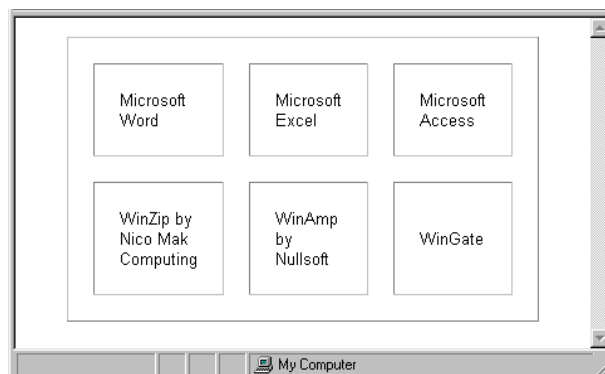 Microsoft
Word
Microsoft
Excel
Microsoft
Access
WinZip by
Nico Mak
Computing
WinAmp
by
Nullsoft
WinGate
My Computer